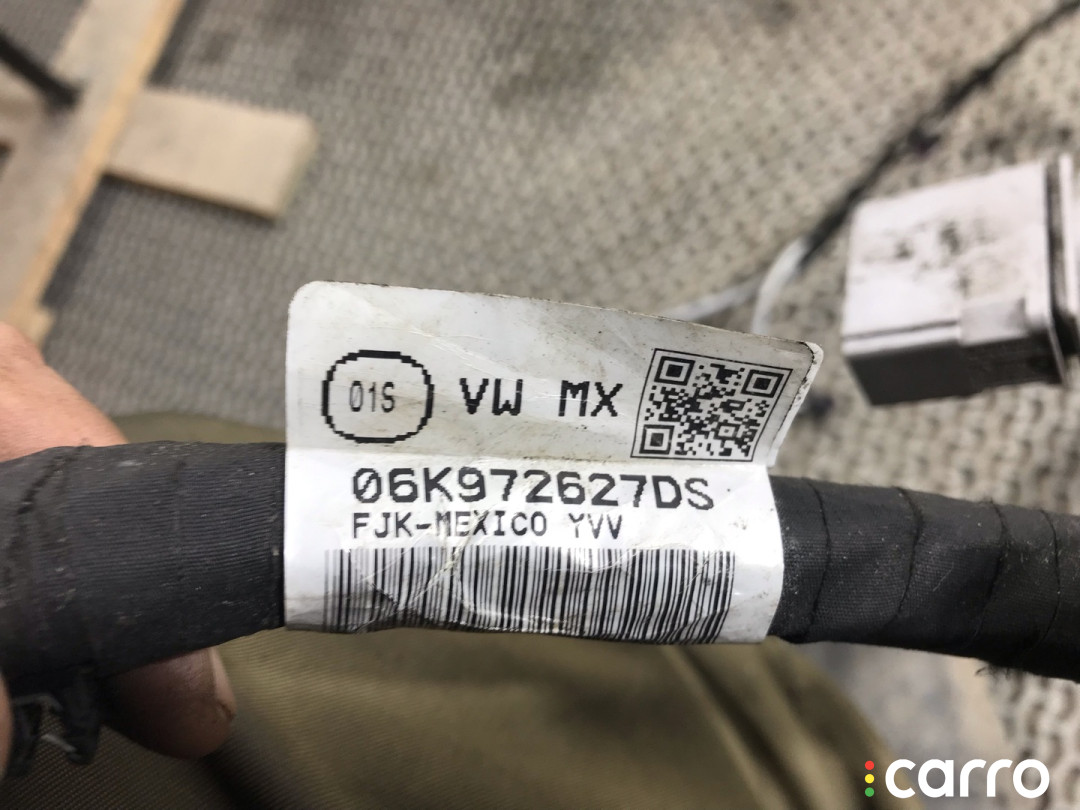 01S VW MX
06K972627DS
FJK-MEXICO YVV
carro